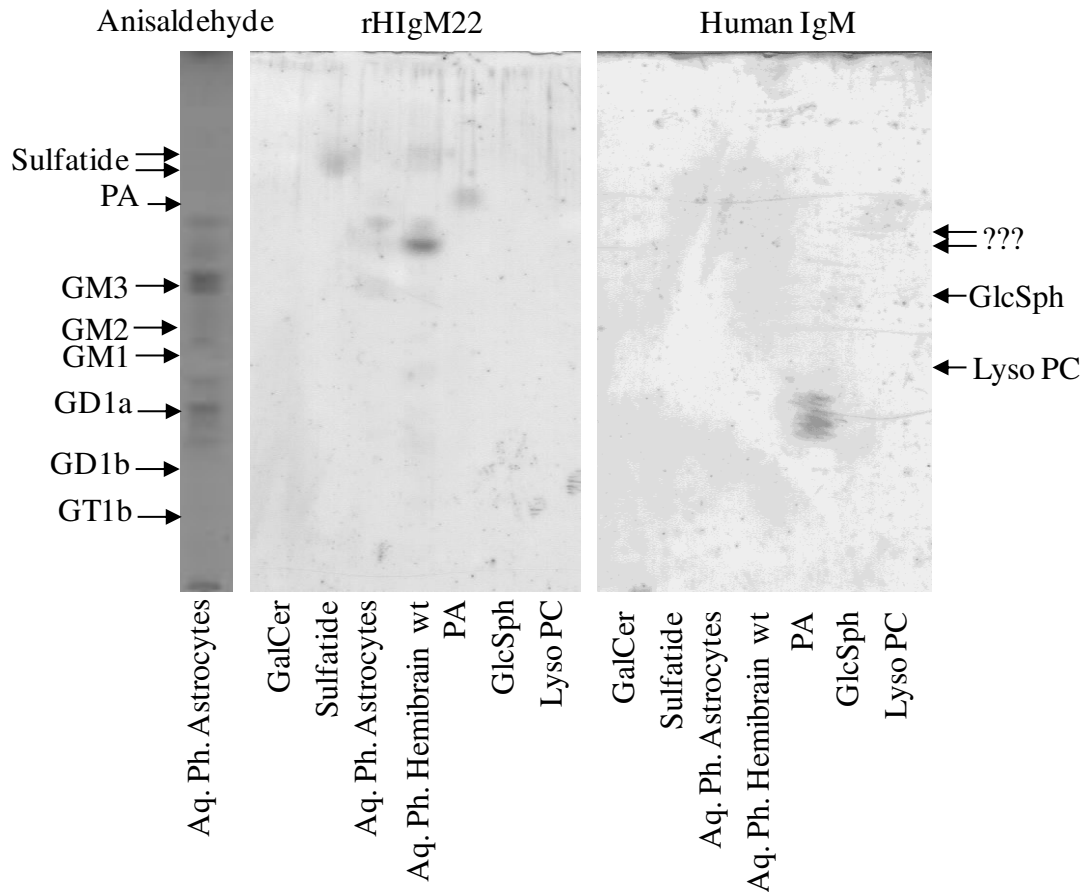 Anisaldehyde
rHIgM22
Human IgM
Sulfatide
PA
GM3
GM2
GM1
GD1a
GD1b
GT1b
???
GlcSph
Lyso PC
Aq. Ph. Astrocytes
GalCer
Sulfatide
Aq. Ph. Astrocytes
Aq. Ph. Hemibrain wt
PA
GlcSph
Lyso PC
GalCer
Sulfatide
Aq. Ph. Astrocytes
Aq. Ph. Hemibrain wt
PA
GlcSph
Lyso PC